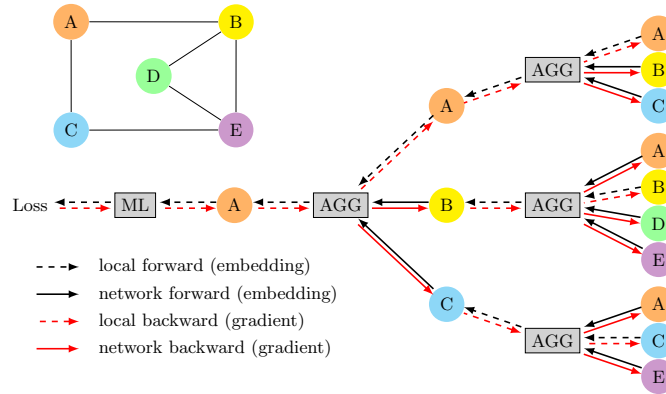 A
B
D
C
E
A
B
C
AGG
A
A
B
D
E
AGG
Loss
ML
A
AGG
B
C
A
C
E
AGG
local forward (embedding)
network forward (embedding)
local backward (gradient)
network backward (gradient)